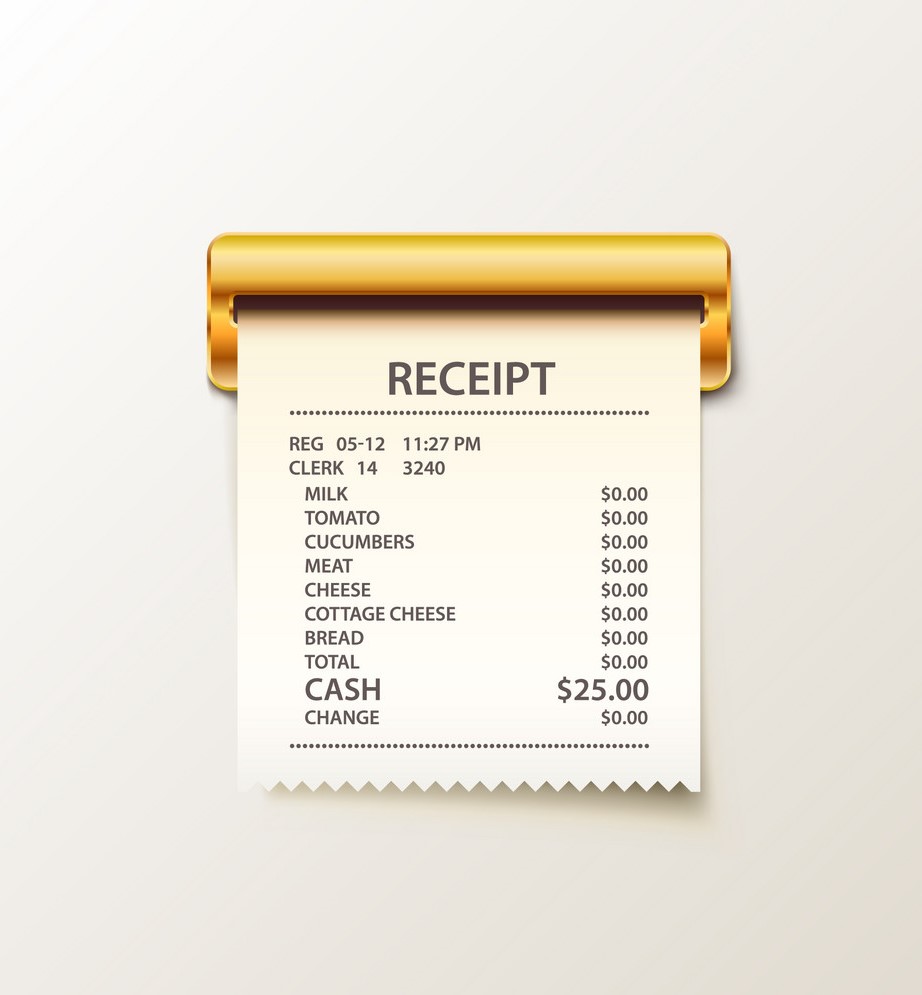 RECEIPT
REG 05-12 11:27 PM
CLERK 14 3240
MILK $0.00
TOMATO $0.00
CUCUMBERS $0.00
MEAT $0.00
CHEESE $0.00
COTTAGE CHEESE $0.00
BREAD $0.00
TOTAL $0.00
CASH $25.00
CHANGE $0.00